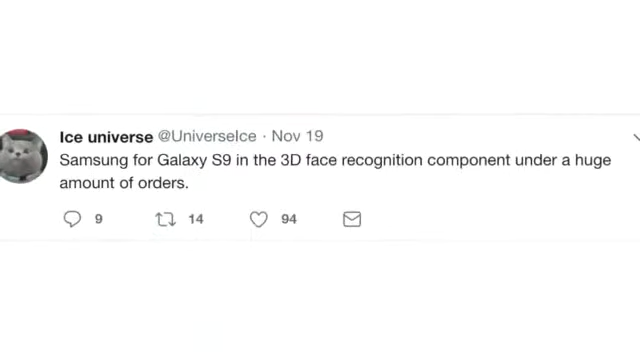 Ice universe @UniverseIce · Nov 19
Samsung for Galaxy S9 in the 3D face recognition component under a huge
amount of orders.
9 14 94